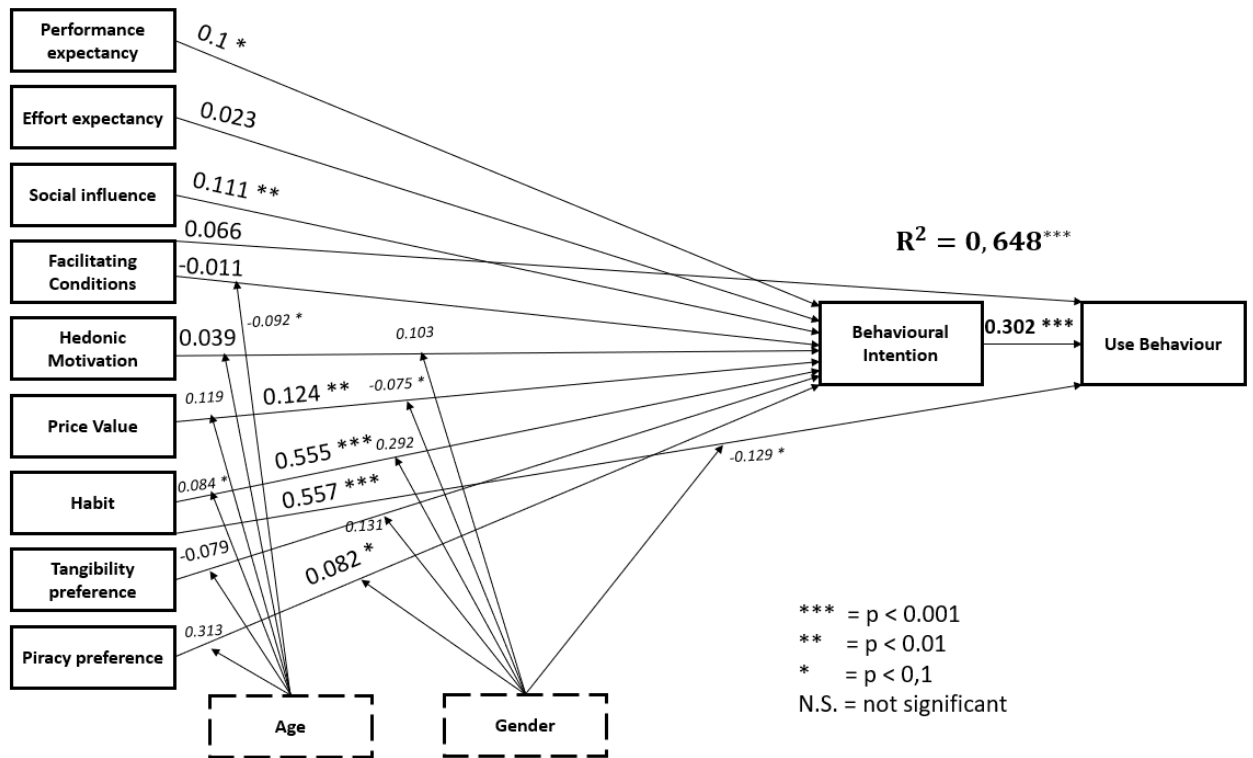 Performance
expectancy
0.1 *
Effort expectancy
0.023
Social influence
0.111 **
0.066
Facilitating
Conditions
-0.011
R² = 0,648***
-0.092 *
Hedonic
Motivation
0.039
0.103
Behavioural
Intention
0.302 ***
Use Behaviour
Price Value
0.119
0.124 **
-0.075 *
Habit
0.084 *
0.555 ***
0.292
0.557 ***
-0.129 *
Tangibility
preference
-0.079
0.131
0.082 *
Piracy preference
0.313
*** = p < 0.001
** = p < 0.01
* = p < 0,1
N.S. = not significant
Age
Gender